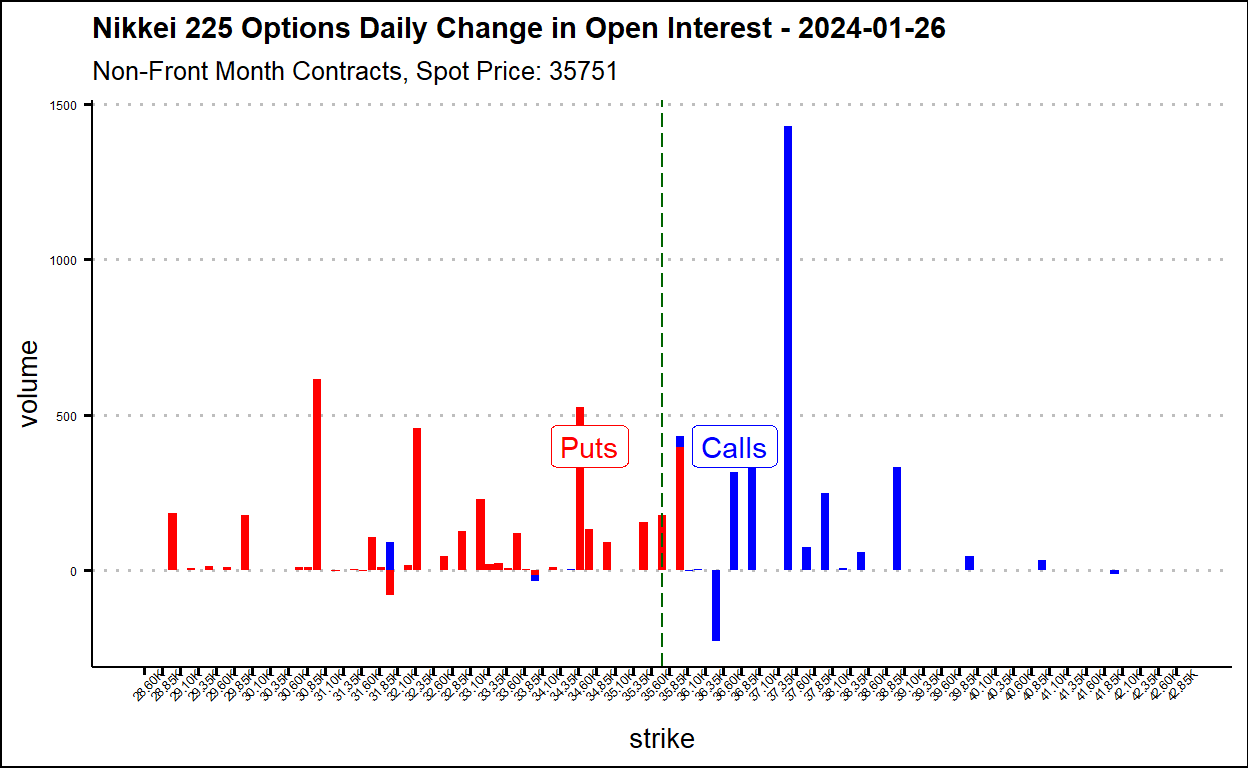 Nikkei 225 Options Daily Change in Open Interest - 2024-01-26
Non-Front Month Contracts, Spot Price: 35751
1500
1000
500
0
volume
Puts
Calls
28.60K
28.85K
29.10K
29.35K
29.60K
29.85K
30.10K
30.35K
30.60K
30.85K
31.10K
31.35K
31.60K
31.85K
32.10K
32.35K
32.60K
32.85K
33.10K
33.35K
33.60K
33.85K
34.10K
34.35K
34.60K
34.85K
35.10K
35.35K
35.60K
35.85K
36.10K
36.35K
36.60K
36.85K
37.10K
37.35K
37.60K
37.85K
38.10K
38.35K
38.60K
38.85K
39.10K
39.35K
39.60K
39.85K
40.10K
40.35K
40.60K
40.85K
41.10K
41.35K
41.60K
41.85K
42.10K
42.35K
42.60K
42.85K
strike